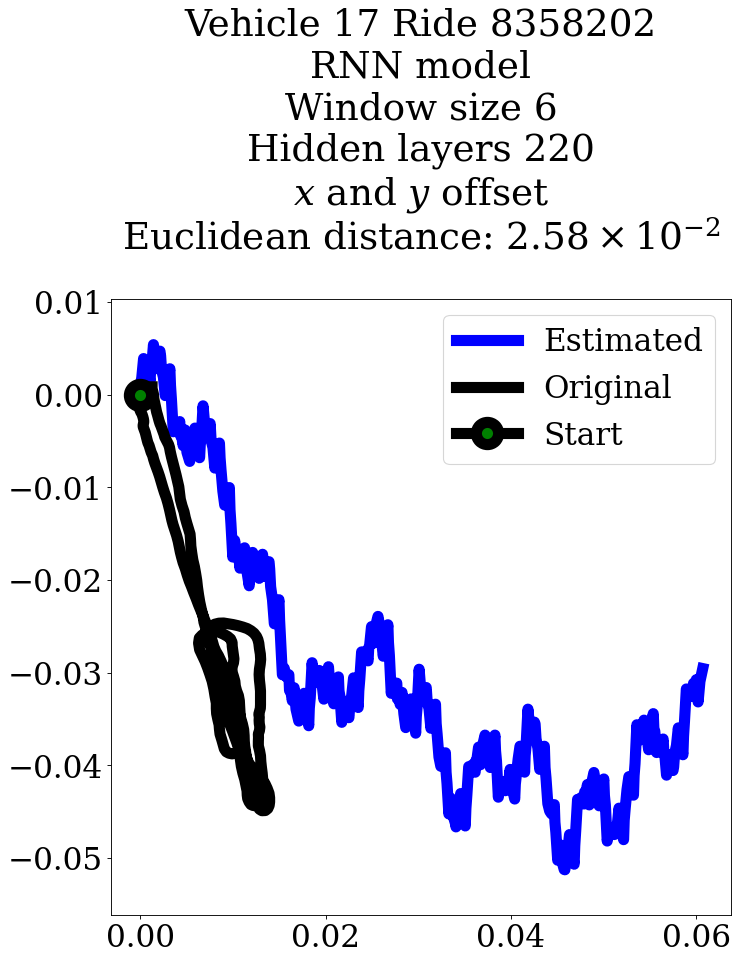 Vehicle 17 Ride 8358202
RNN model
Window size 6
Hidden layers 220
x and y offset
Euclidean distance: 2.58 × 10⁻²
Estimated
Original
Start
0.01
0.00
−0.01
−0.02
−0.03
−0.04
−0.05
0.00 0.02 0.04 0.06